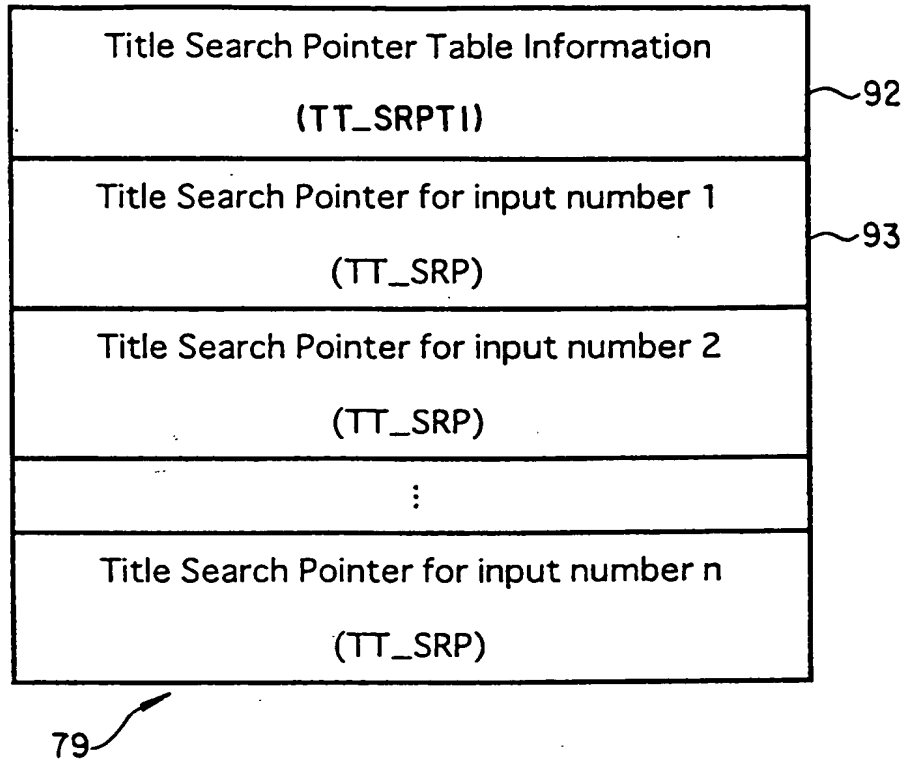 Title Search Pointer Table Information
(TT_SRPTI)
92
Title Search Pointer for input number 1
(TT_SRP)
93
Title Search Pointer for input number 2
(TT_SRP)
⋮
Title Search Pointer for input number n
(TT_SRP)
79